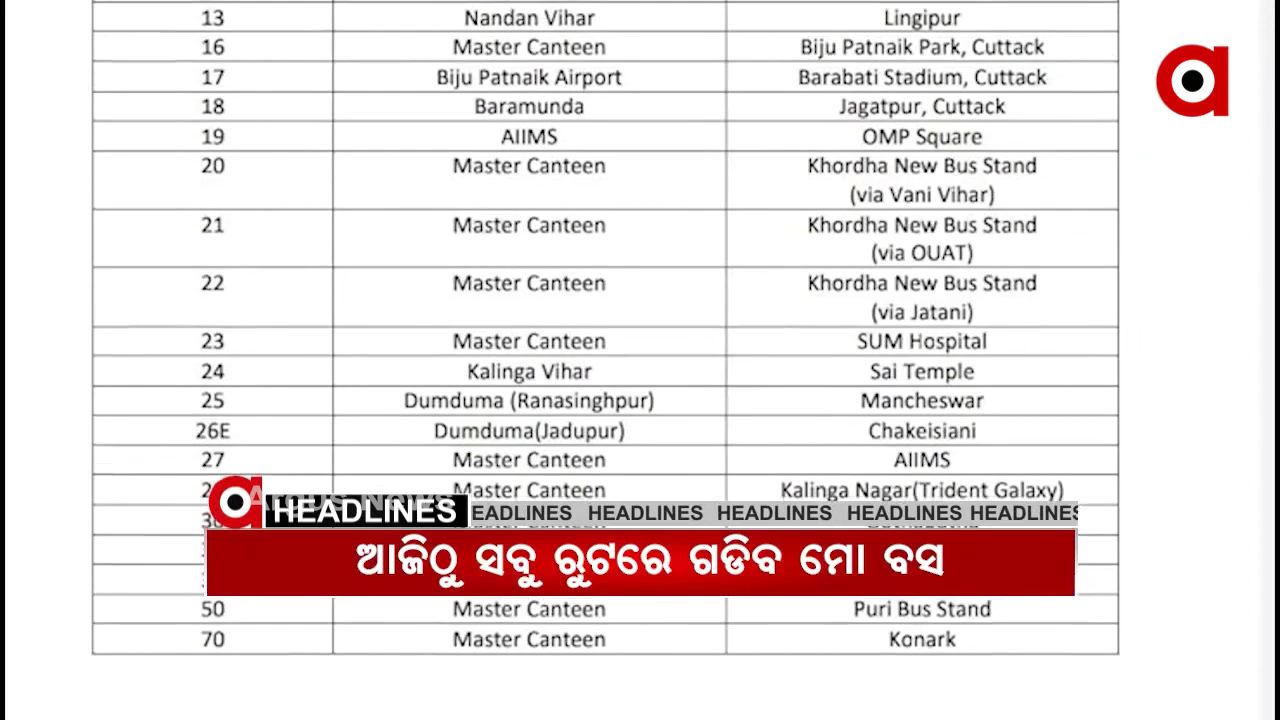 13 Nandan Vihar Lingipur
16 Master Canteen Biju Patnaik Park, Cuttack
17 Biju Patnaik Airport Barabati Stadium, Cuttack
18 Baramunda Jagatpur, Cuttack
19 AIIMS OMP Square
20 Master Canteen Khordha New Bus Stand
(via Vani Vihar)
21 Master Canteen Khordha New Bus Stand
(via OUAT)
22 Master Canteen Khordha New Bus Stand
(via Jatani)
23 Master Canteen SUM Hospital
24 Kalinga Vihar Sai Temple
25 Dumduma (Ranasinghpur) Mancheswar
26E Dumduma(Jadupur) Chakeisiani
27 Master Canteen AIIMS
Master Canteen Kalinga Nagar(Trident Galaxy)
HEADLINES EADLINES HEADLINES HEADLINES HEADLINES HEADLINES
ଆଜିଠୁ ସବୁ ରୁଟରେ ଗଡିବ ମୋ ବସ
50 Master Canteen Puri Bus Stand
70 Master Canteen Konark